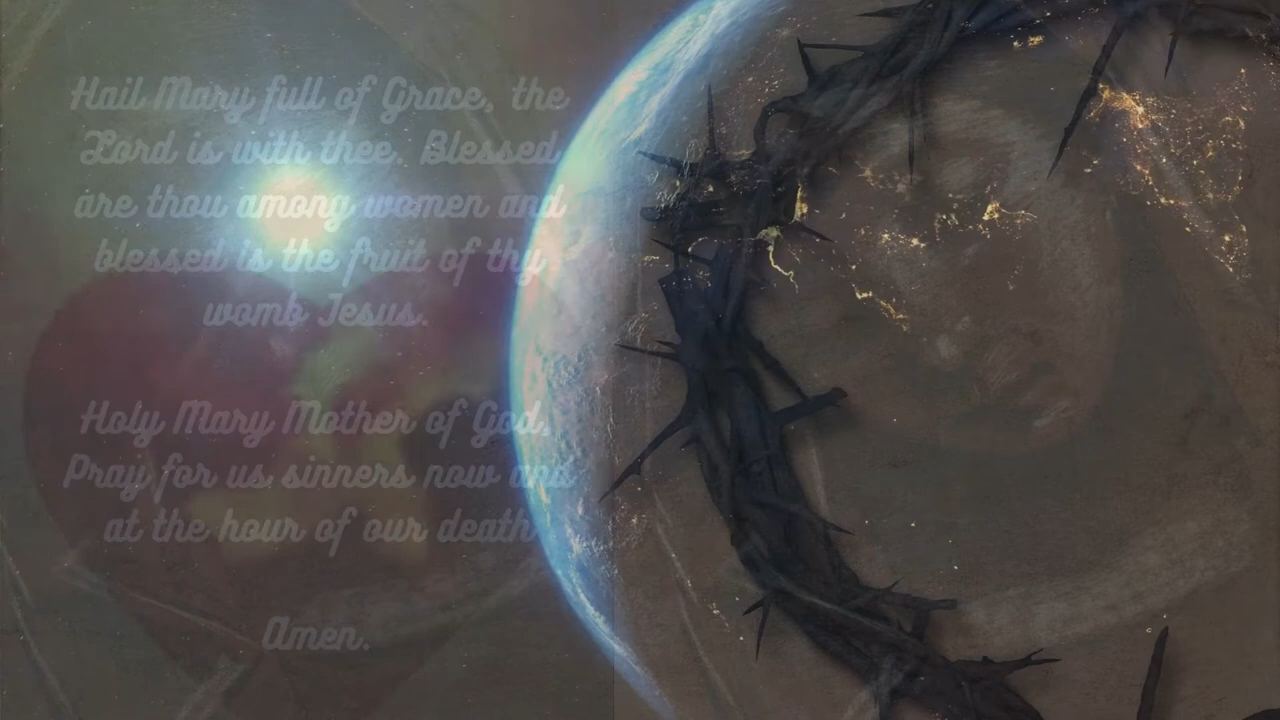 Hail Mary full of Grace, the
Lord is with thee. Blessed
are thou among women and
blessed is the fruit of thy
womb Jesus.
Holy Mary Mother of God,
Pray for us sinners now and
at the hour of our death
Amen.